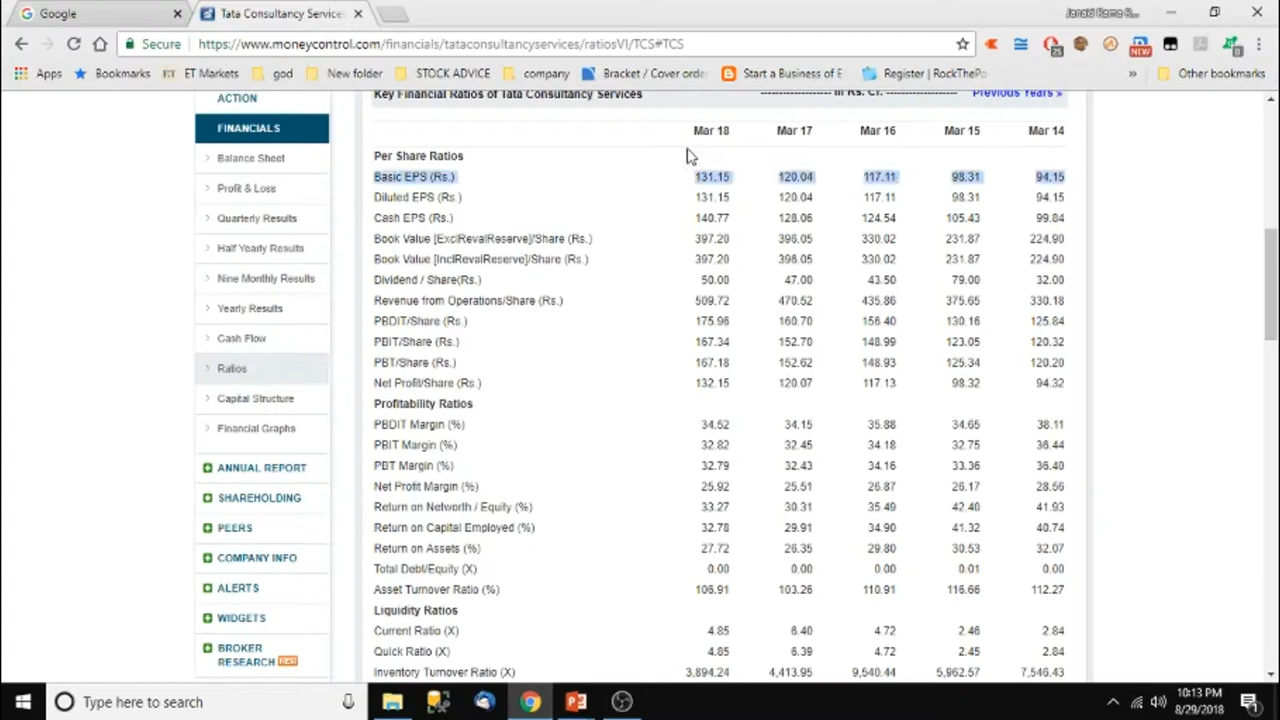 Google
Tata Consultancy Service
Secure https://www.moneycontrol.com/financials/tataconsultancyservices/ratiosVI/TCS#TCS
25 NEW 0
Apps Bookmarks ET Markets god New folder STOCK ADVICE company Bracket / Cover orde Start a Business of E Register | RockThePo » Other bookmarks
ACTION
FINANCIALS
Balance Sheet
Profit & Loss
Quarterly Results
Half Yearly Results
Nine Monthly Results
Yearly Results
Cash Flow
Ratios
Capital Structure
Financial Graphs
ANNUAL REPORT
SHAREHOLDING
PEERS
COMPANY INFO
ALERTS
WIDGETS
BROKER
RESEARCH NEW
Key Financial Ratios of Tata Consultancy Services ------------------- in Rs. Cr. ------------------- Previous Years »
Mar 18 Mar 17 Mar 16 Mar 15 Mar 14
Per Share Ratios
Basic EPS (Rs.) 131.15 120.04 117.11 98.31 94.15
Diluted EPS (Rs.) 131.15 120.04 117.11 98.31 94.15
Cash EPS (Rs.) 140.77 128.06 124.54 105.43 99.84
Book Value [ExclRevalReserve]/Share (Rs.) 397.20 396.05 330.02 231.87 224.90
Book Value [InclRevalReserve]/Share (Rs.) 397.20 396.05 330.02 231.87 224.90
Dividend / Share(Rs.) 50.00 47.00 43.50 79.00 32.00
Revenue from Operations/Share (Rs.) 509.72 470.52 435.86 375.65 330.18
PBDIT/Share (Rs.) 175.96 160.70 156.40 130.16 125.84
PBIT/Share (Rs.) 167.34 152.70 148.99 123.05 120.32
PBT/Share (Rs.) 167.18 152.62 148.93 125.34 120.20
Net Profit/Share (Rs.) 132.15 120.07 117.13 98.32 94.32
Profitability Ratios
PBDIT Margin (%) 34.52 34.15 35.88 34.65 38.11
PBIT Margin (%) 32.82 32.45 34.18 32.75 36.44
PBT Margin (%) 32.79 32.43 34.16 33.36 36.40
Net Profit Margin (%) 25.92 25.51 26.87 26.17 28.56
Return on Networth / Equity (%) 33.27 30.31 35.49 42.40 41.93
Return on Capital Employed (%) 32.78 29.91 34.90 41.32 40.74
Return on Assets (%) 27.72 26.35 29.80 30.53 32.07
Total Debt/Equity (X) 0.00 0.00 0.00 0.01 0.00
Asset Turnover Ratio (%) 106.91 103.26 110.91 116.66 112.27
Liquidity Ratios
Current Ratio (X) 4.85 6.40 4.72 2.46 2.84
Quick Ratio (X) 4.85 6.39 4.72 2.45 2.84
Inventory Turnover Ratio (X) 3,894.24 4,413.95 9,540.44 5,962.57 7,546.43
Type here to search
10:13 PM
8/29/2018
1